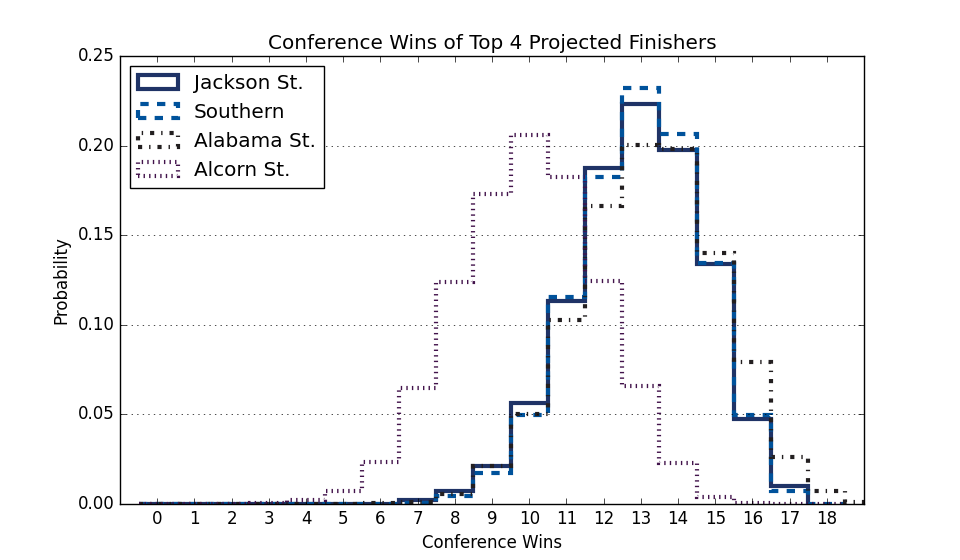 Conference Wins of Top 4 Projected Finishers
0.25
0.20
0.15
0.10
0.05
0.00
Probability
Jackson St.
Southern
Alabama St.
Alcorn St.
0 1 2 3 4 5 6 7 8 9 10 11 12 13 14 15 16 17 18
Conference Wins